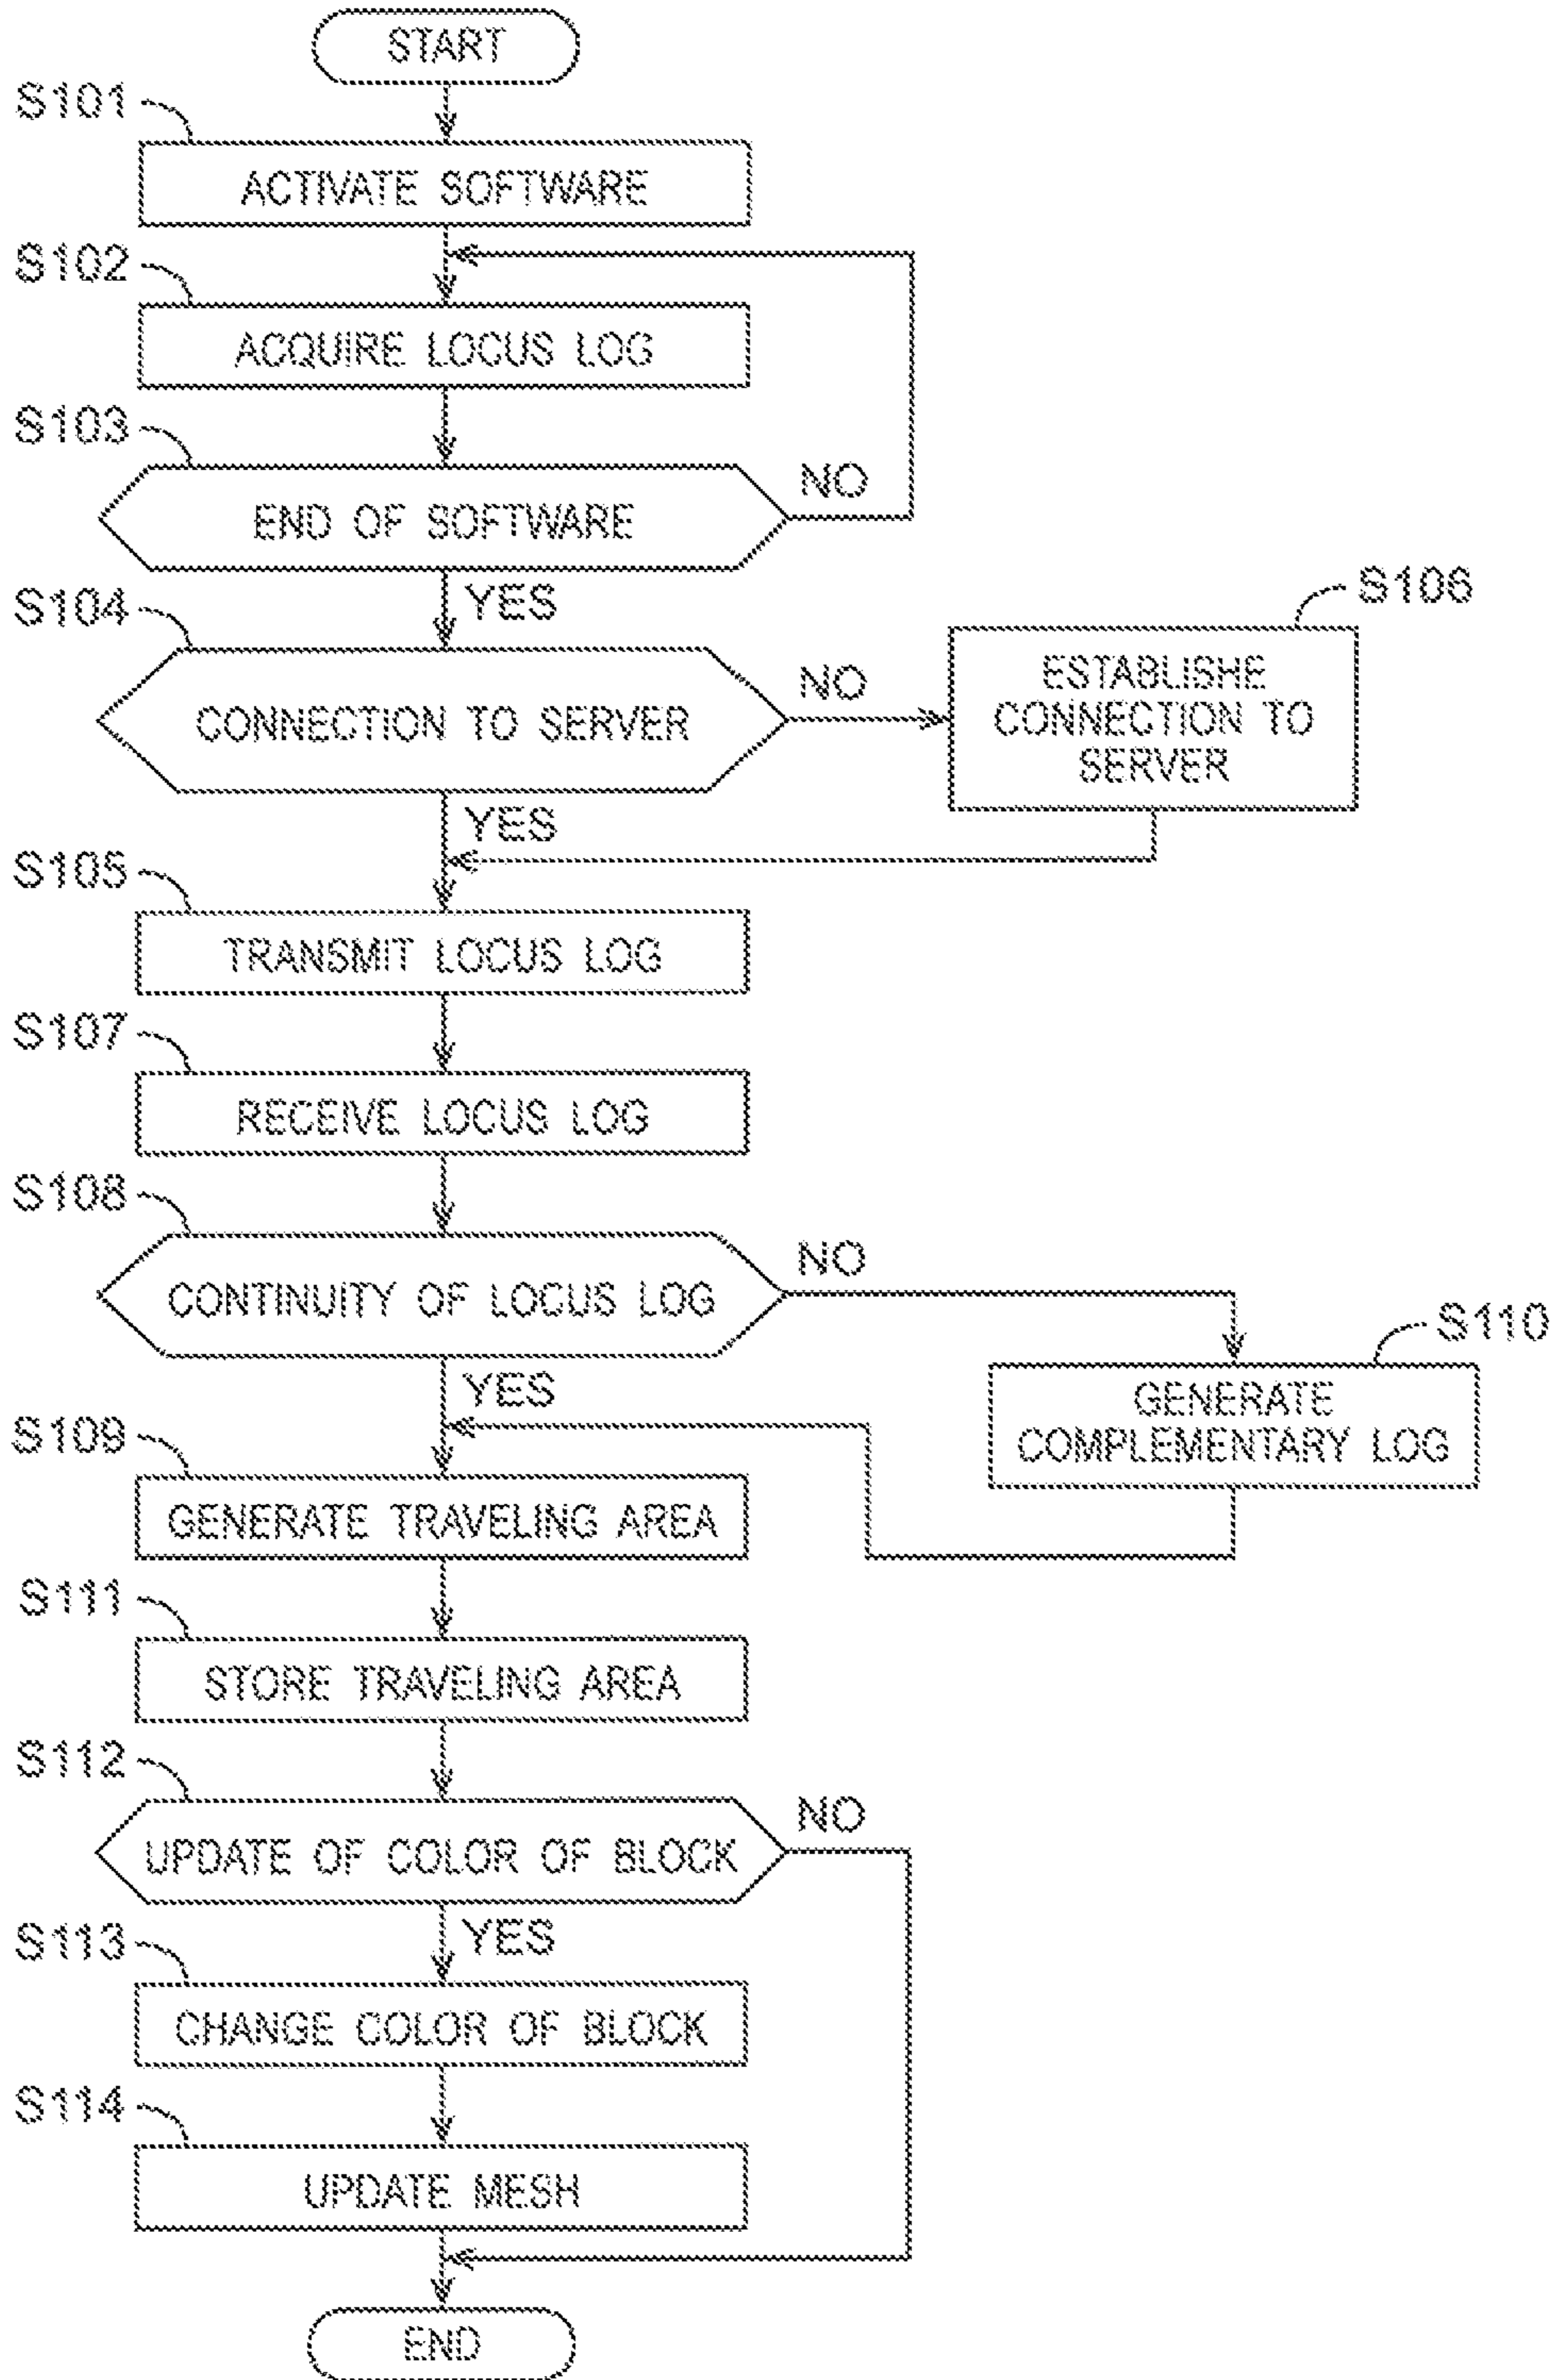 START
S101
ACTIVATE SOFTWARE
S102
ACQUIRE LOCUS LOG
S103
END OF SOFTWARE
NO
YES
S104
CONNECTION TO SERVER
NO
S106
ESTABLISHE
CONNECTION TO
SERVER
YES
S105
TRANSMIT LOCUS LOG
S107
RECEIVE LOCUS LOG
S108
CONTINUITY OF LOCUS LOG
NO
S110
GENERATE
COMPLEMENTARY LOG
YES
S109
GENERATE TRAVELING AREA
S111
STORE TRAVELING AREA
S112
UPDATE OF COLOR OF BLOCK
NO
YES
S113
CHANGE COLOR OF BLOCK
S114
UPDATE MESH
END